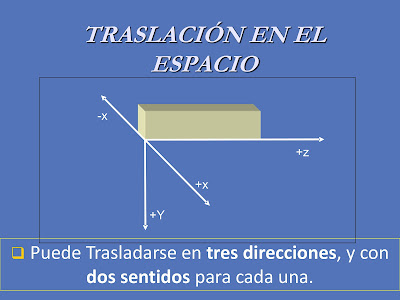 TRASLACIÓN EN EL
ESPACIO
-x
+z
+x
+Y
❑ Puede Trasladarse en tres direcciones, y con
dos sentidos para cada una.